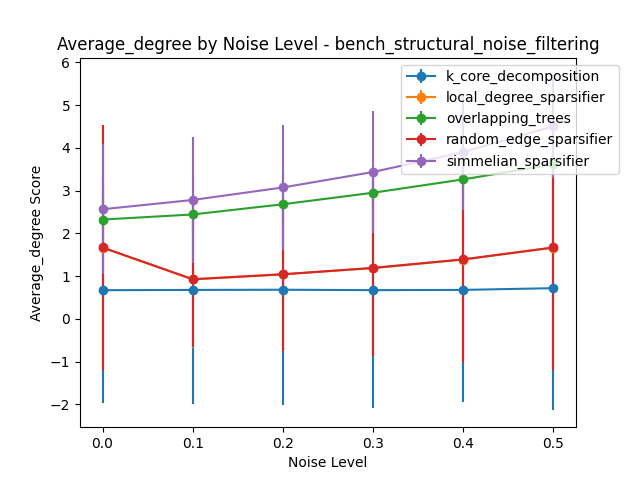 Average_degree by Noise Level - bench_structural_noise_filtering
k_core_decomposition
local_degree_sparsifier
overlapping_trees
random_edge_sparsifier
simmelian_sparsifier
Average_degree Score
6
5
4
3
2
1
0
−1
−2
0.0 0.1 0.2 0.3 0.4 0.5
Noise Level